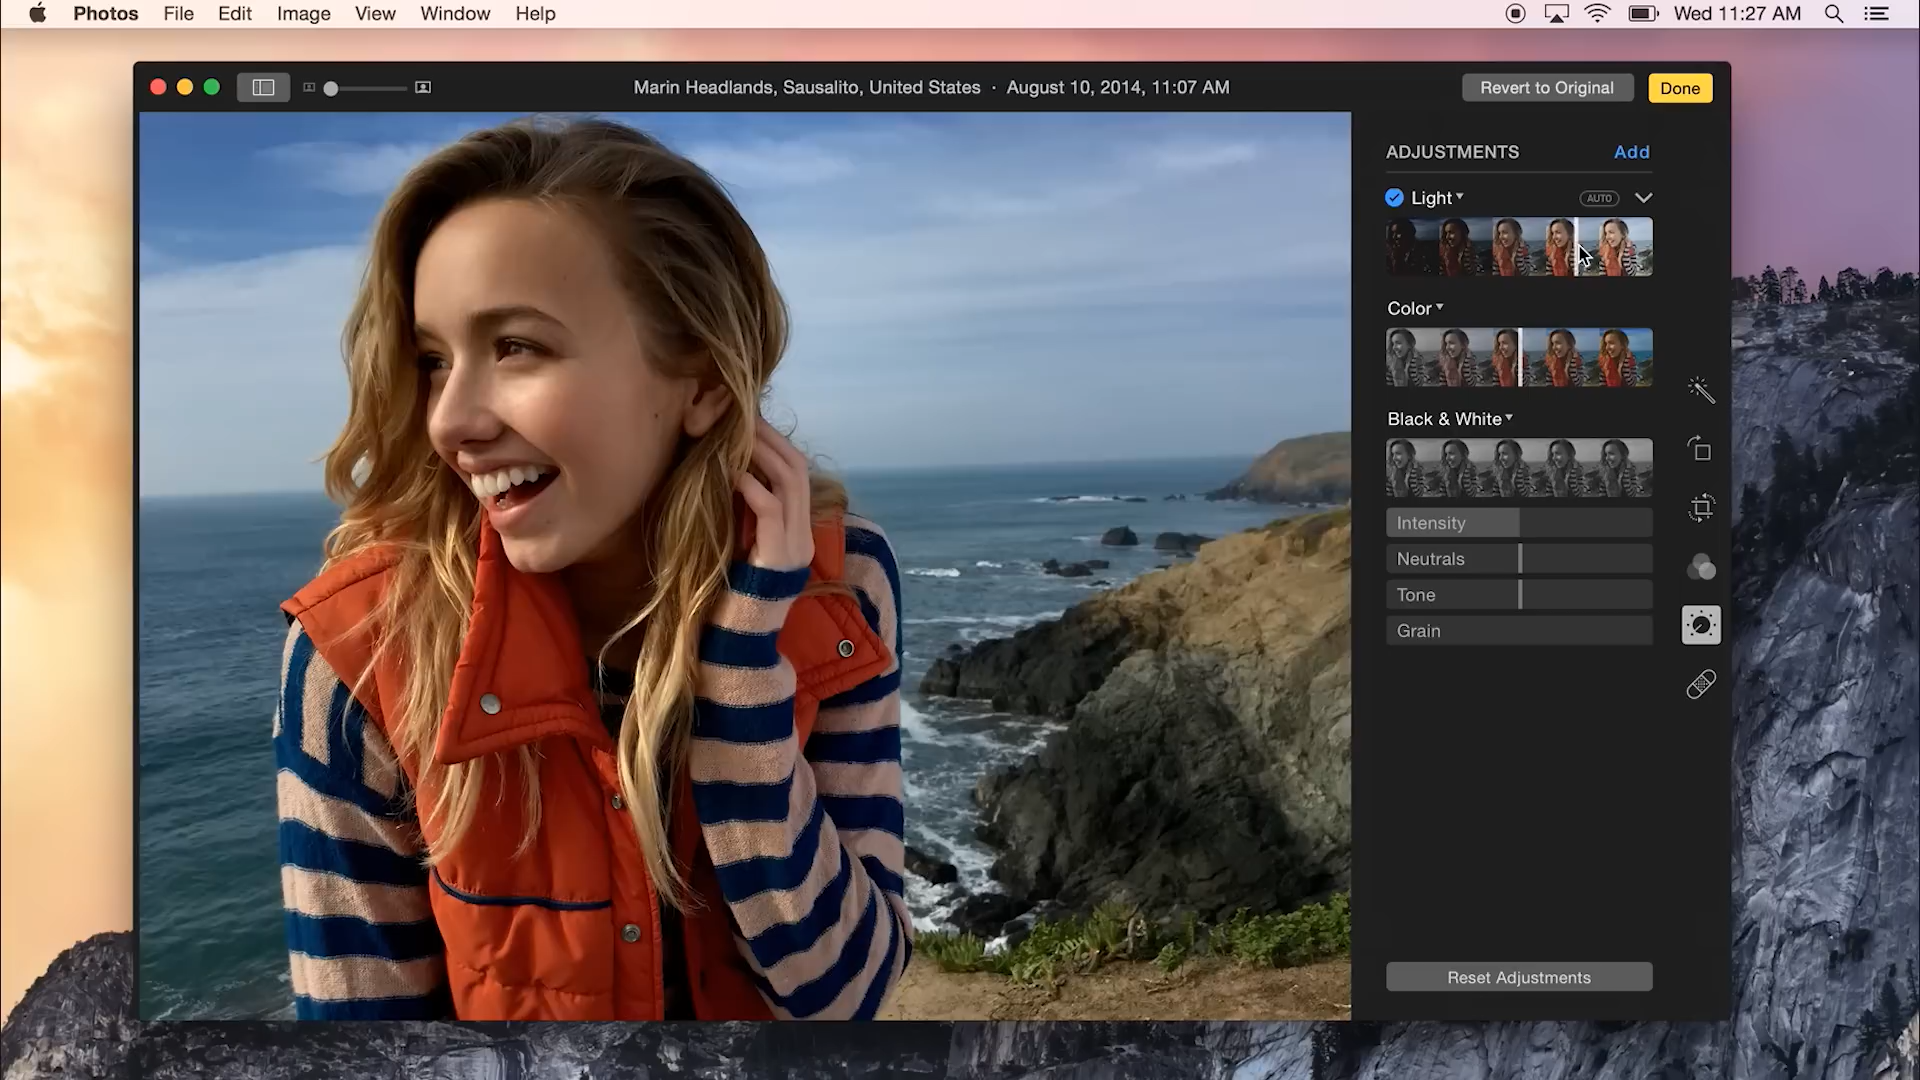 Photos File Edit Image View Window Help Wed 11:27 AM
Marin Headlands, Sausalito, United States · August 10, 2014, 11:07 AM
Revert to Original
Done
ADJUSTMENTS Add
Light AUTO
Color
Black & White
Intensity
Neutrals
Tone
Grain
Reset Adjustments